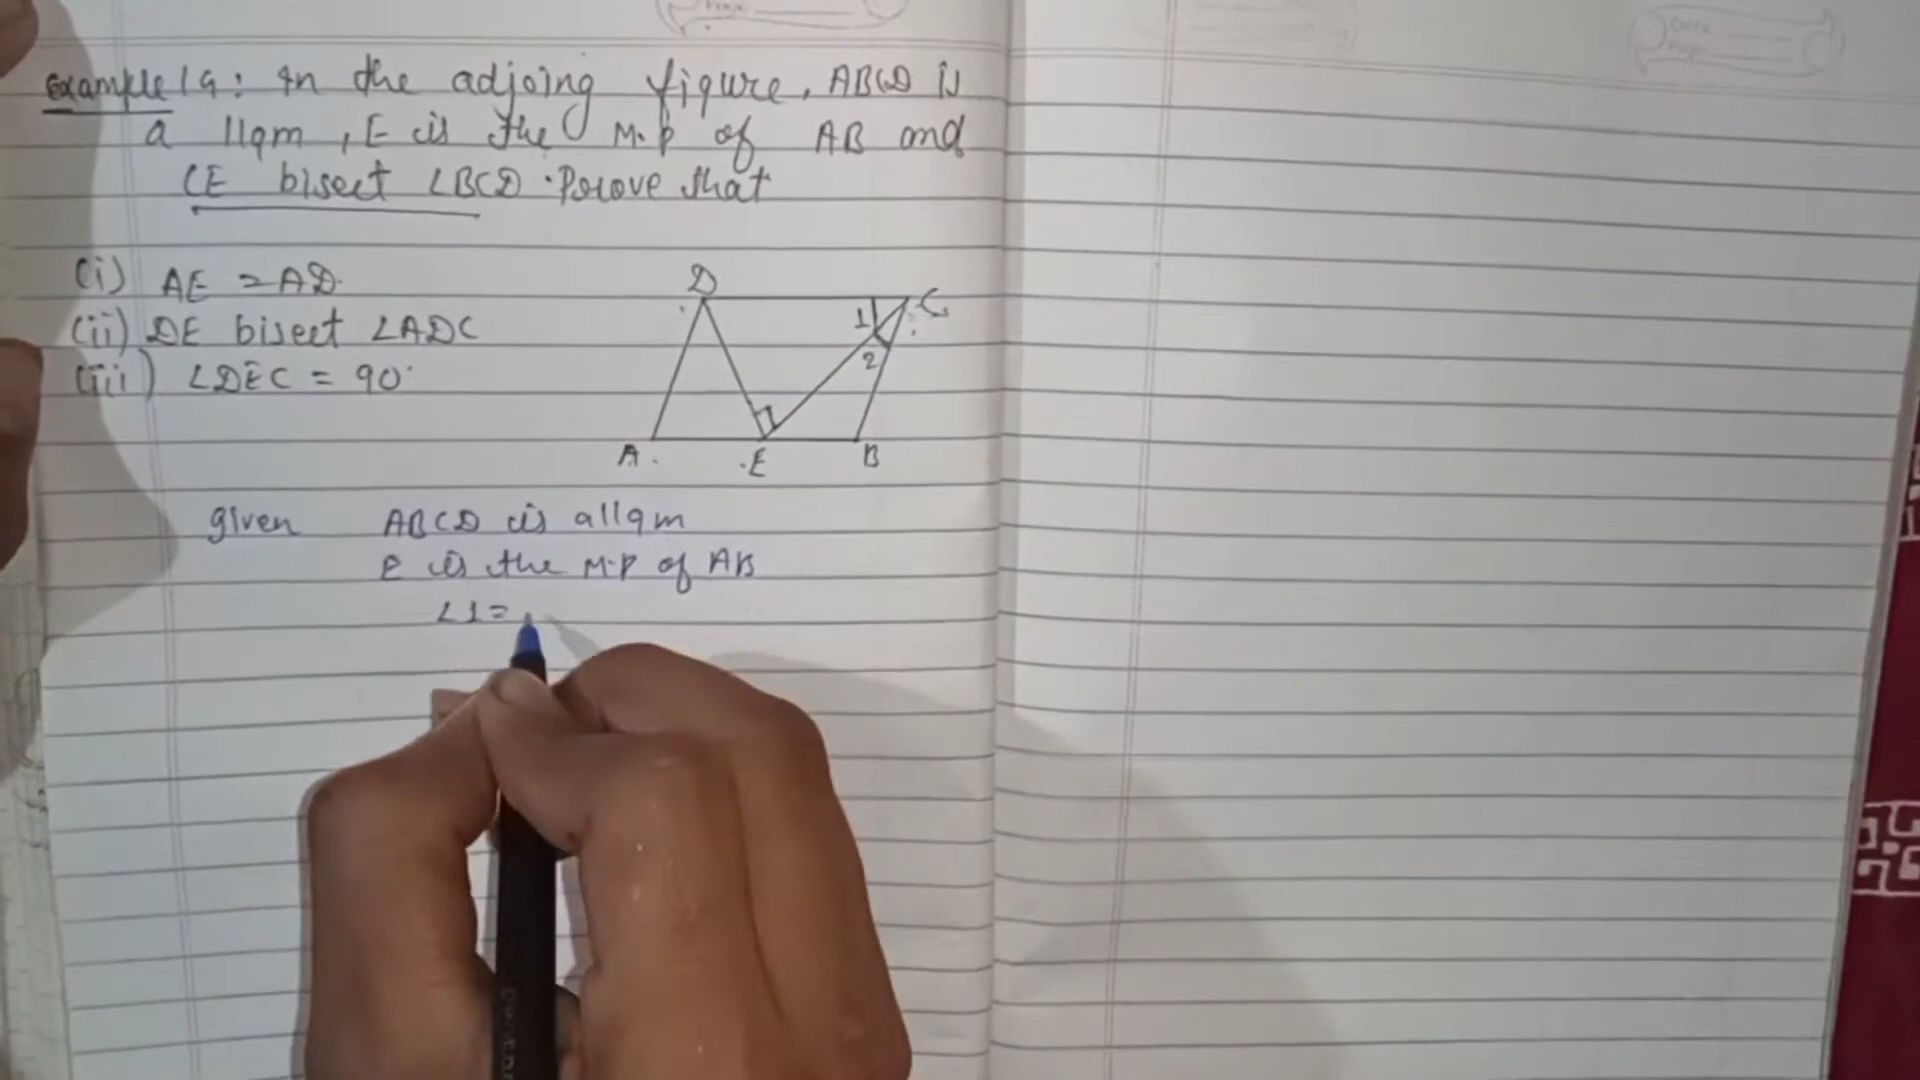 Example 19: In the adjoing figure, ABCD is
a ||gm, E is the M.p of AB and
CE bisect ∠BCD. Prove that
(i) AE = AD.
(ii) DE bisect ∠ADC
(iii) ∠DEC = 90°
D
C
1
2
A
E
B
given ABCD is a ||gm
E is the M.P of AB
∠1 =